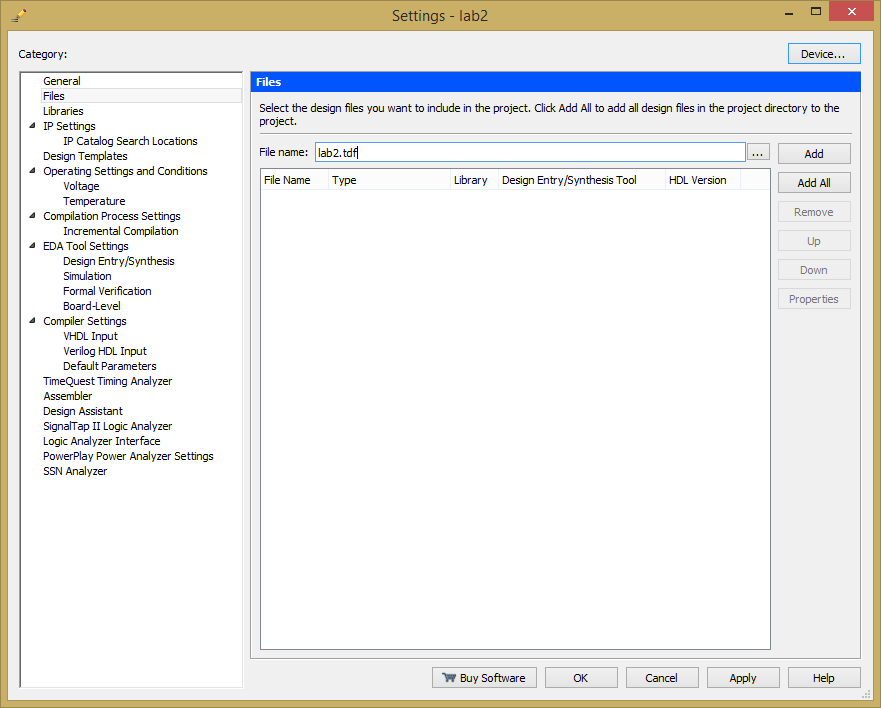 Settings - lab2
Category:
Device...
General
Files
Libraries
IP Settings
IP Catalog Search Locations
Design Templates
Operating Settings and Conditions
Voltage
Temperature
Compilation Process Settings
Incremental Compilation
EDA Tool Settings
Design Entry/Synthesis
Simulation
Formal Verification
Board-Level
Compiler Settings
VHDL Input
Verilog HDL Input
Default Parameters
TimeQuest Timing Analyzer
Assembler
Design Assistant
SignalTap II Logic Analyzer
Logic Analyzer Interface
PowerPlay Power Analyzer Settings
SSN Analyzer
Files
Select the design files you want to include in the project. Click Add All to add all design files in the project directory to the
project.
File name: lab2.tdf ... Add
File Name Type Library Design Entry/Synthesis Tool HDL Version
Add All
Remove
Up
Down
Properties
Buy Software OK Cancel Apply Help